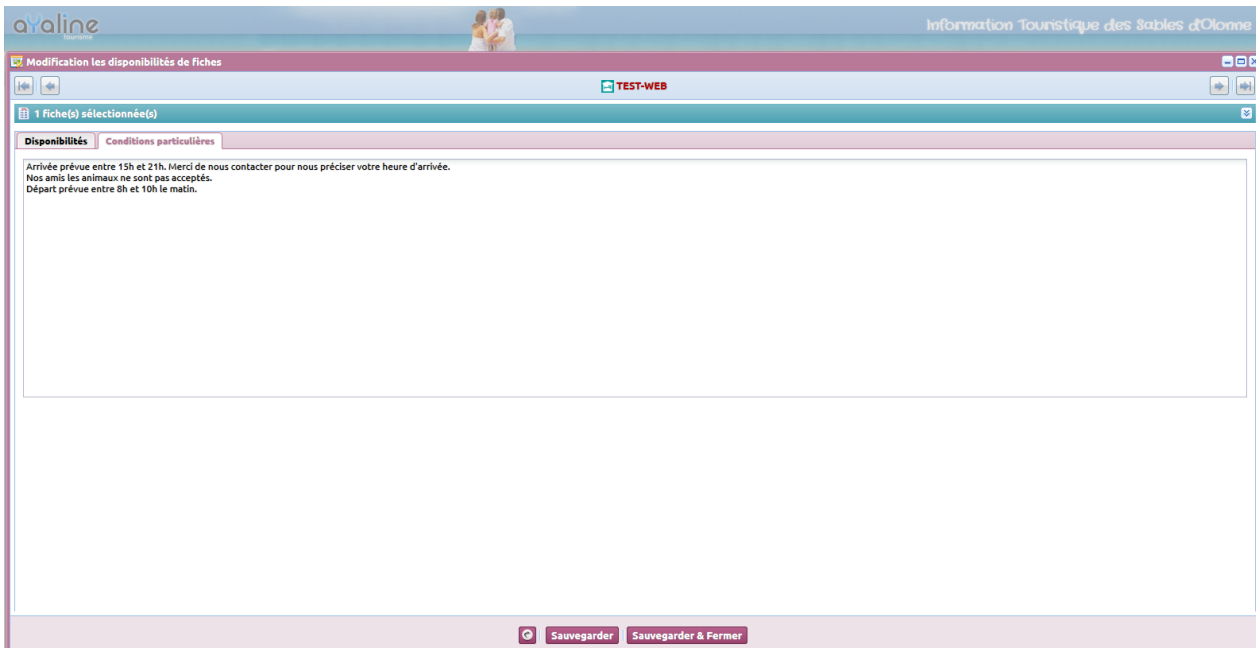 aYaline
tourisme
Information Touristique des Sables d'Olonne
Modification les disponibilités de fiches
TEST-WEB
1 fiche(s) sélectionnée(s)
Disponibilités
Conditions particulières
Arrivée prévue entre 15h et 21h. Merci de nous contacter pour nous préciser votre heure d'arrivée.
Nos amis les animaux ne sont pas acceptés.
Départ prévue entre 8h et 10h le matin.
Sauvegarder
Sauvegarder & Fermer